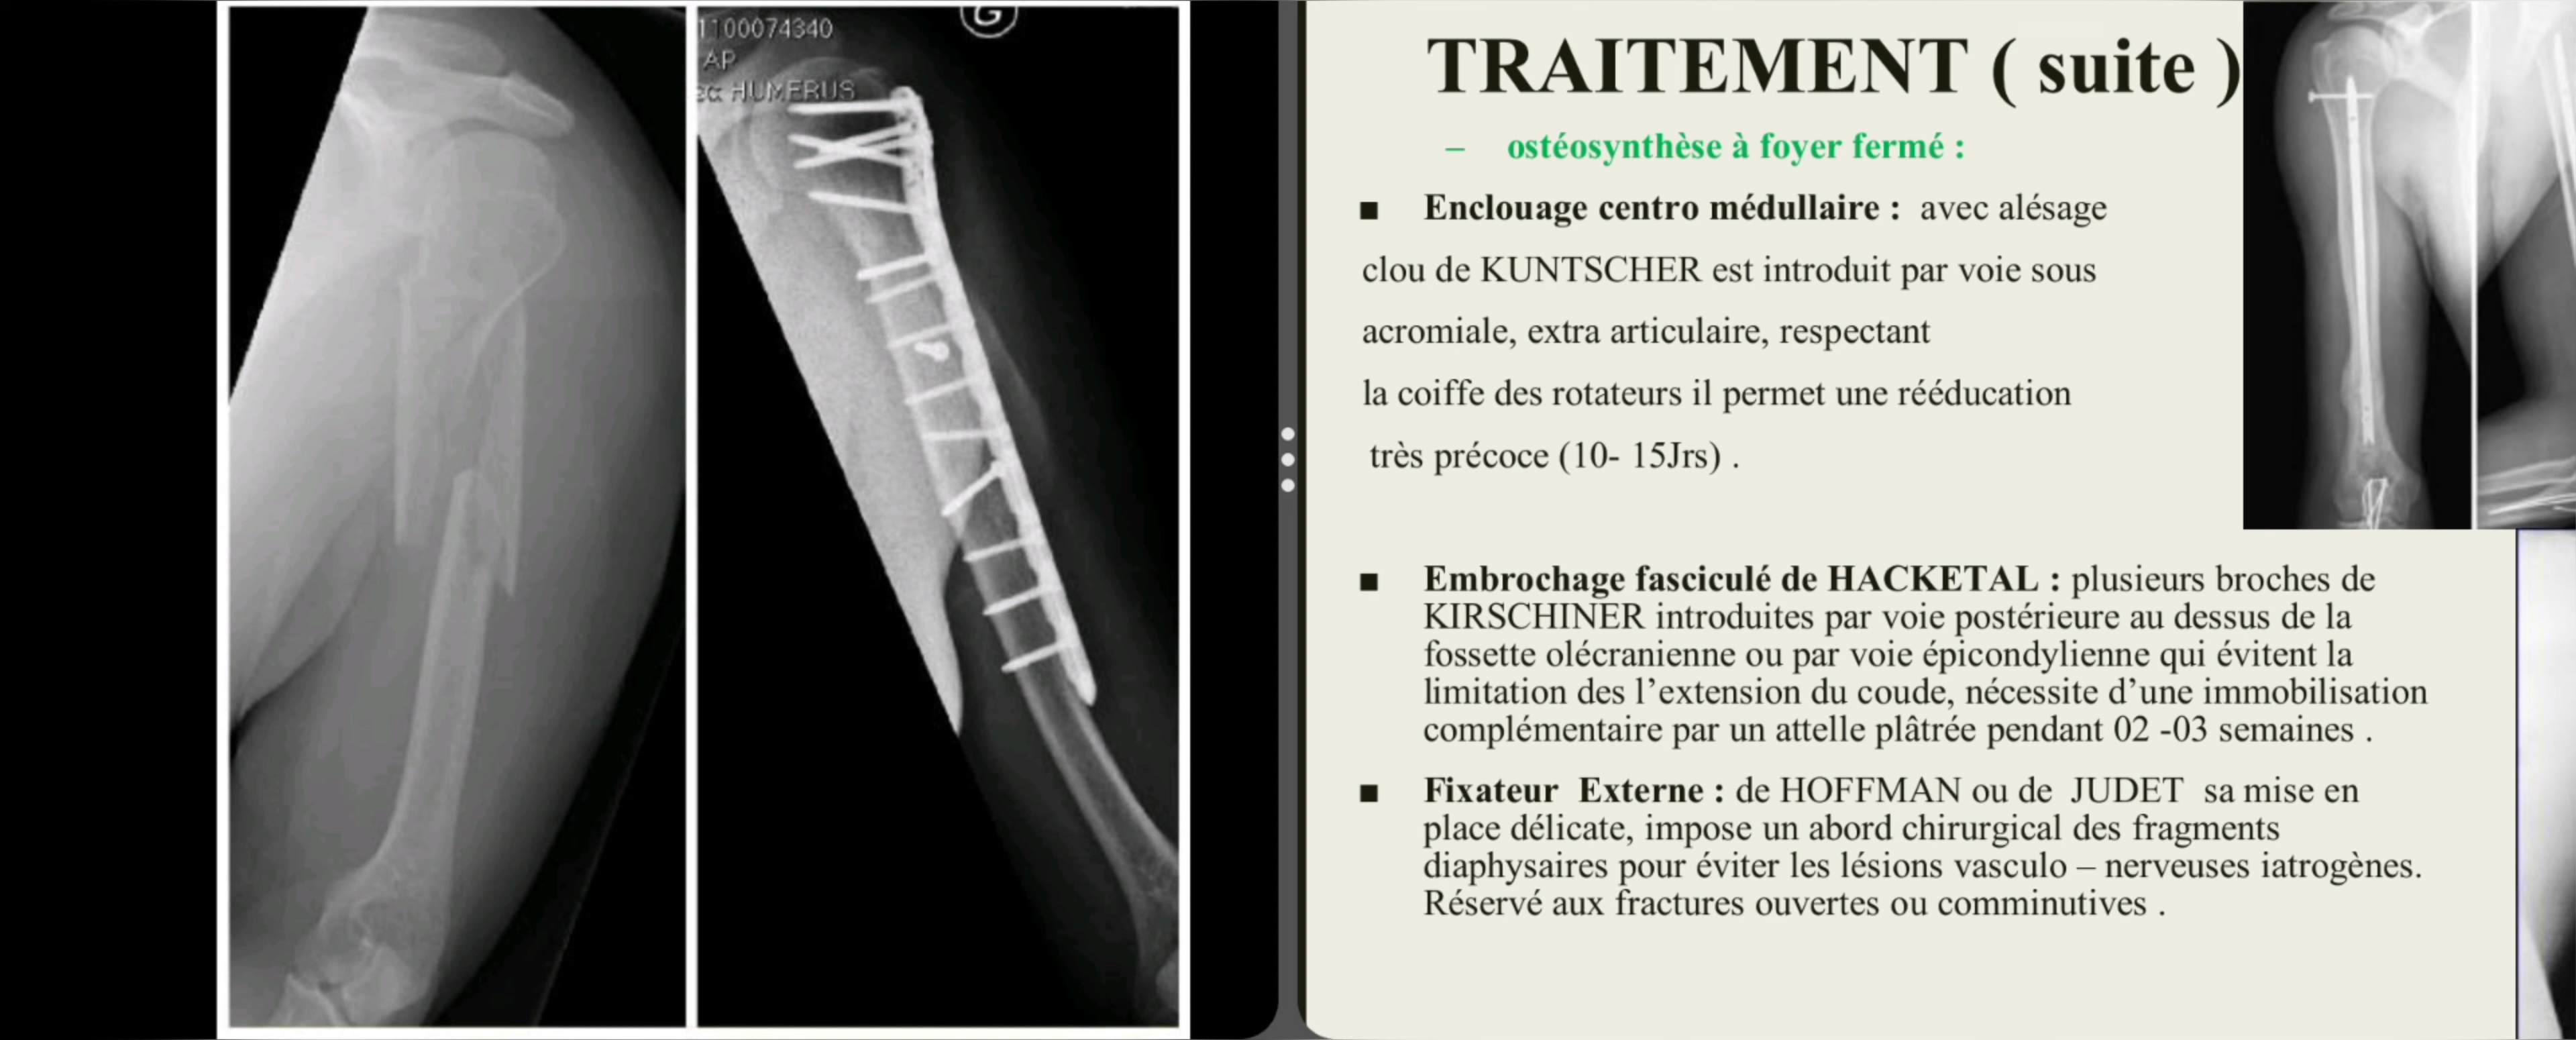 1100074340
G
AP
ec HUMERUS
TRAITEMENT ( suite )
– ostéosynthèse à foyer fermé :
■ Enclouage centro médullaire : avec alésage
clou de KUNTSCHER est introduit par voie sous
acromiale, extra articulaire, respectant
la coiffe des rotateurs il permet une rééducation
très précoce (10- 15Jrs) .
■ Embrochage fasciculé de HACKETAL : plusieurs broches de
KIRSCHINER introduites par voie postérieure au dessus de la
fossette olécranienne ou par voie épicondylienne qui évitent la
limitation des l’extension du coude, nécessite d’une immobilisation
complémentaire par un attelle plâtrée pendant 02 -03 semaines .
■ Fixateur Externe : de HOFFMAN ou de JUDET sa mise en
place délicate, impose un abord chirurgical des fragments
diaphysaires pour éviter les lésions vasculo – nerveuses iatrogènes.
Réservé aux fractures ouvertes ou comminutives .